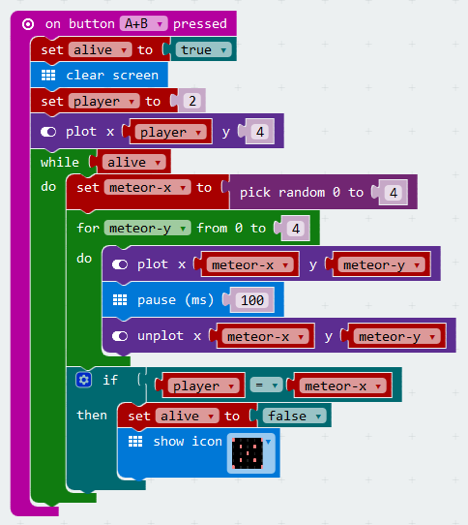 on button A+B pressed
set alive to true
clear screen
set player to 2
plot x player y 4
while alive
do set meteor-x to pick random 0 to 4
for meteor-y from 0 to 4
do plot x meteor-x y meteor-y
pause (ms) 100
unplot x meteor-x y meteor-y
if player = meteor-x
then set alive to false
show icon